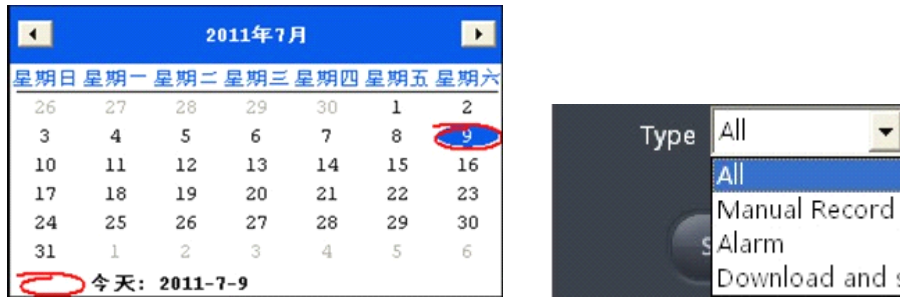 2011年7月
星期日 星期一 星期二 星期三 星期四 星期五 星期六
26 27 28 29 30 1 2
3 4 5 6 7 8 9
10 11 12 13 14 15 16
17 18 19 20 21 22 23
24 25 26 27 28 29 30
31 1 2 3 4 5 6
今天: 2011-7-9
Type All
All
Manual Record
Alarm
Download and